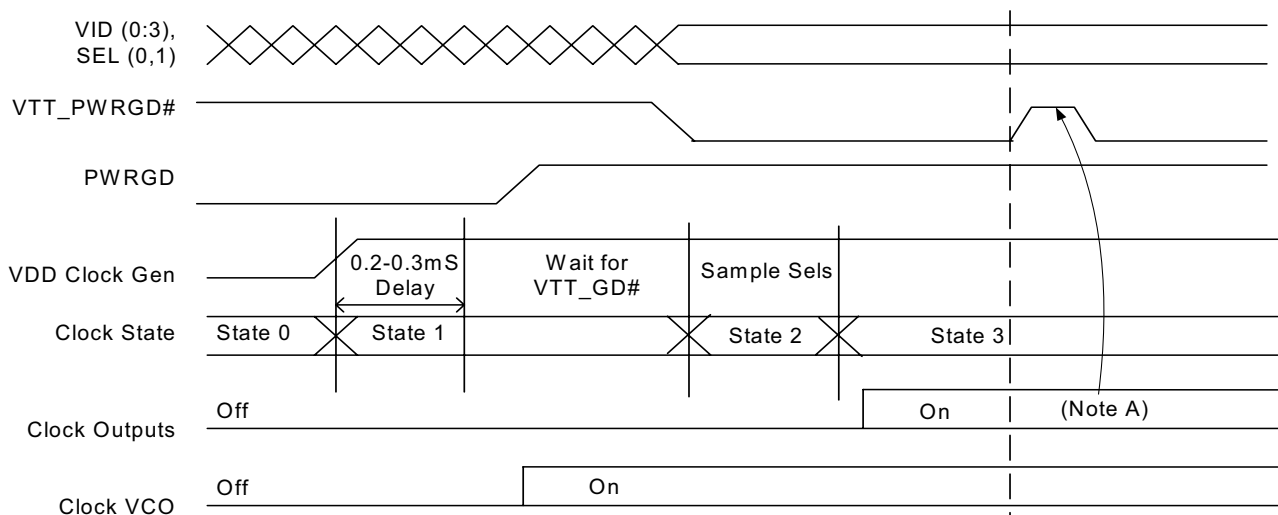 VID (0:3),
SEL (0,1)
VTT_PWRGD#
PWRGD
VDD Clock Gen
0.2-0.3mS
Delay
Wait for
VTT_GD#
Sample Sels
Clock State
State 0
State 1
State 2
State 3
Clock Outputs
Off
On
(Note A)
Clock VCO
Off
On